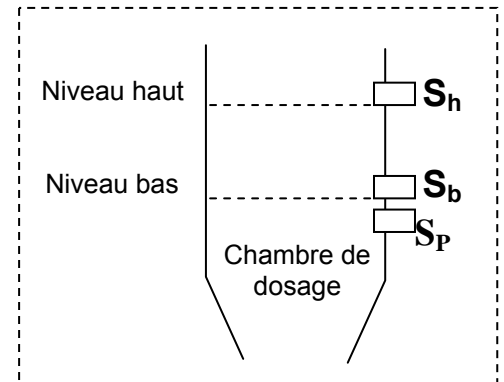 Niveau haut
Sh
Niveau bas
Sb
SP
Chambre de
dosage